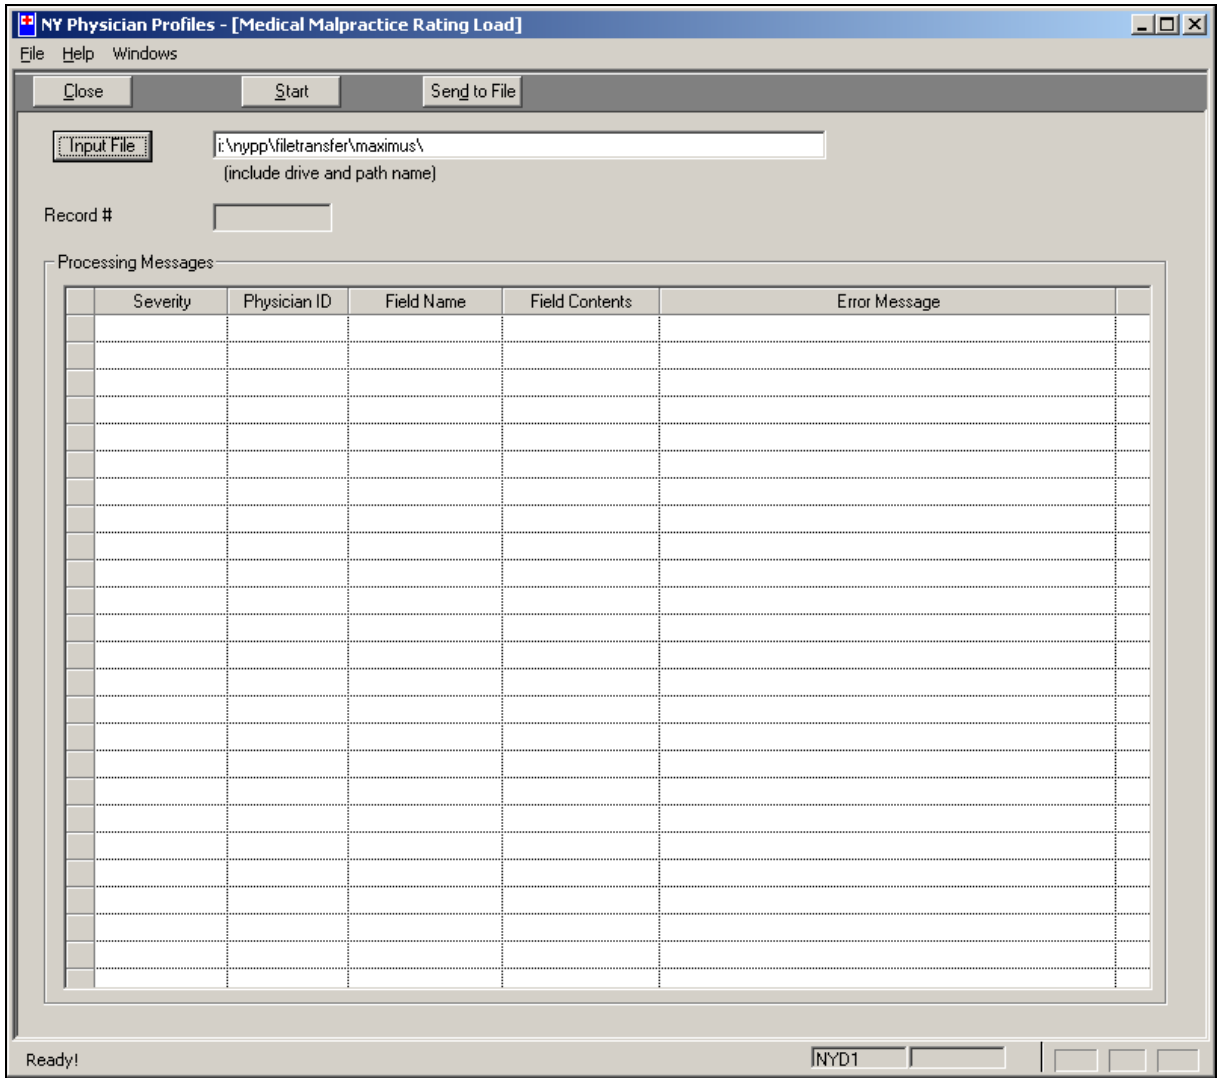 NY Physician Profiles - [Medical Malpractice Rating Load]
File Help Windows
Close Start Send to File
Input File i:\nypp\filetransfer\maximus\
(include drive and path name)
Record #
Processing Messages
Severity Physician ID Field Name Field Contents Error Message
Ready! NYD1